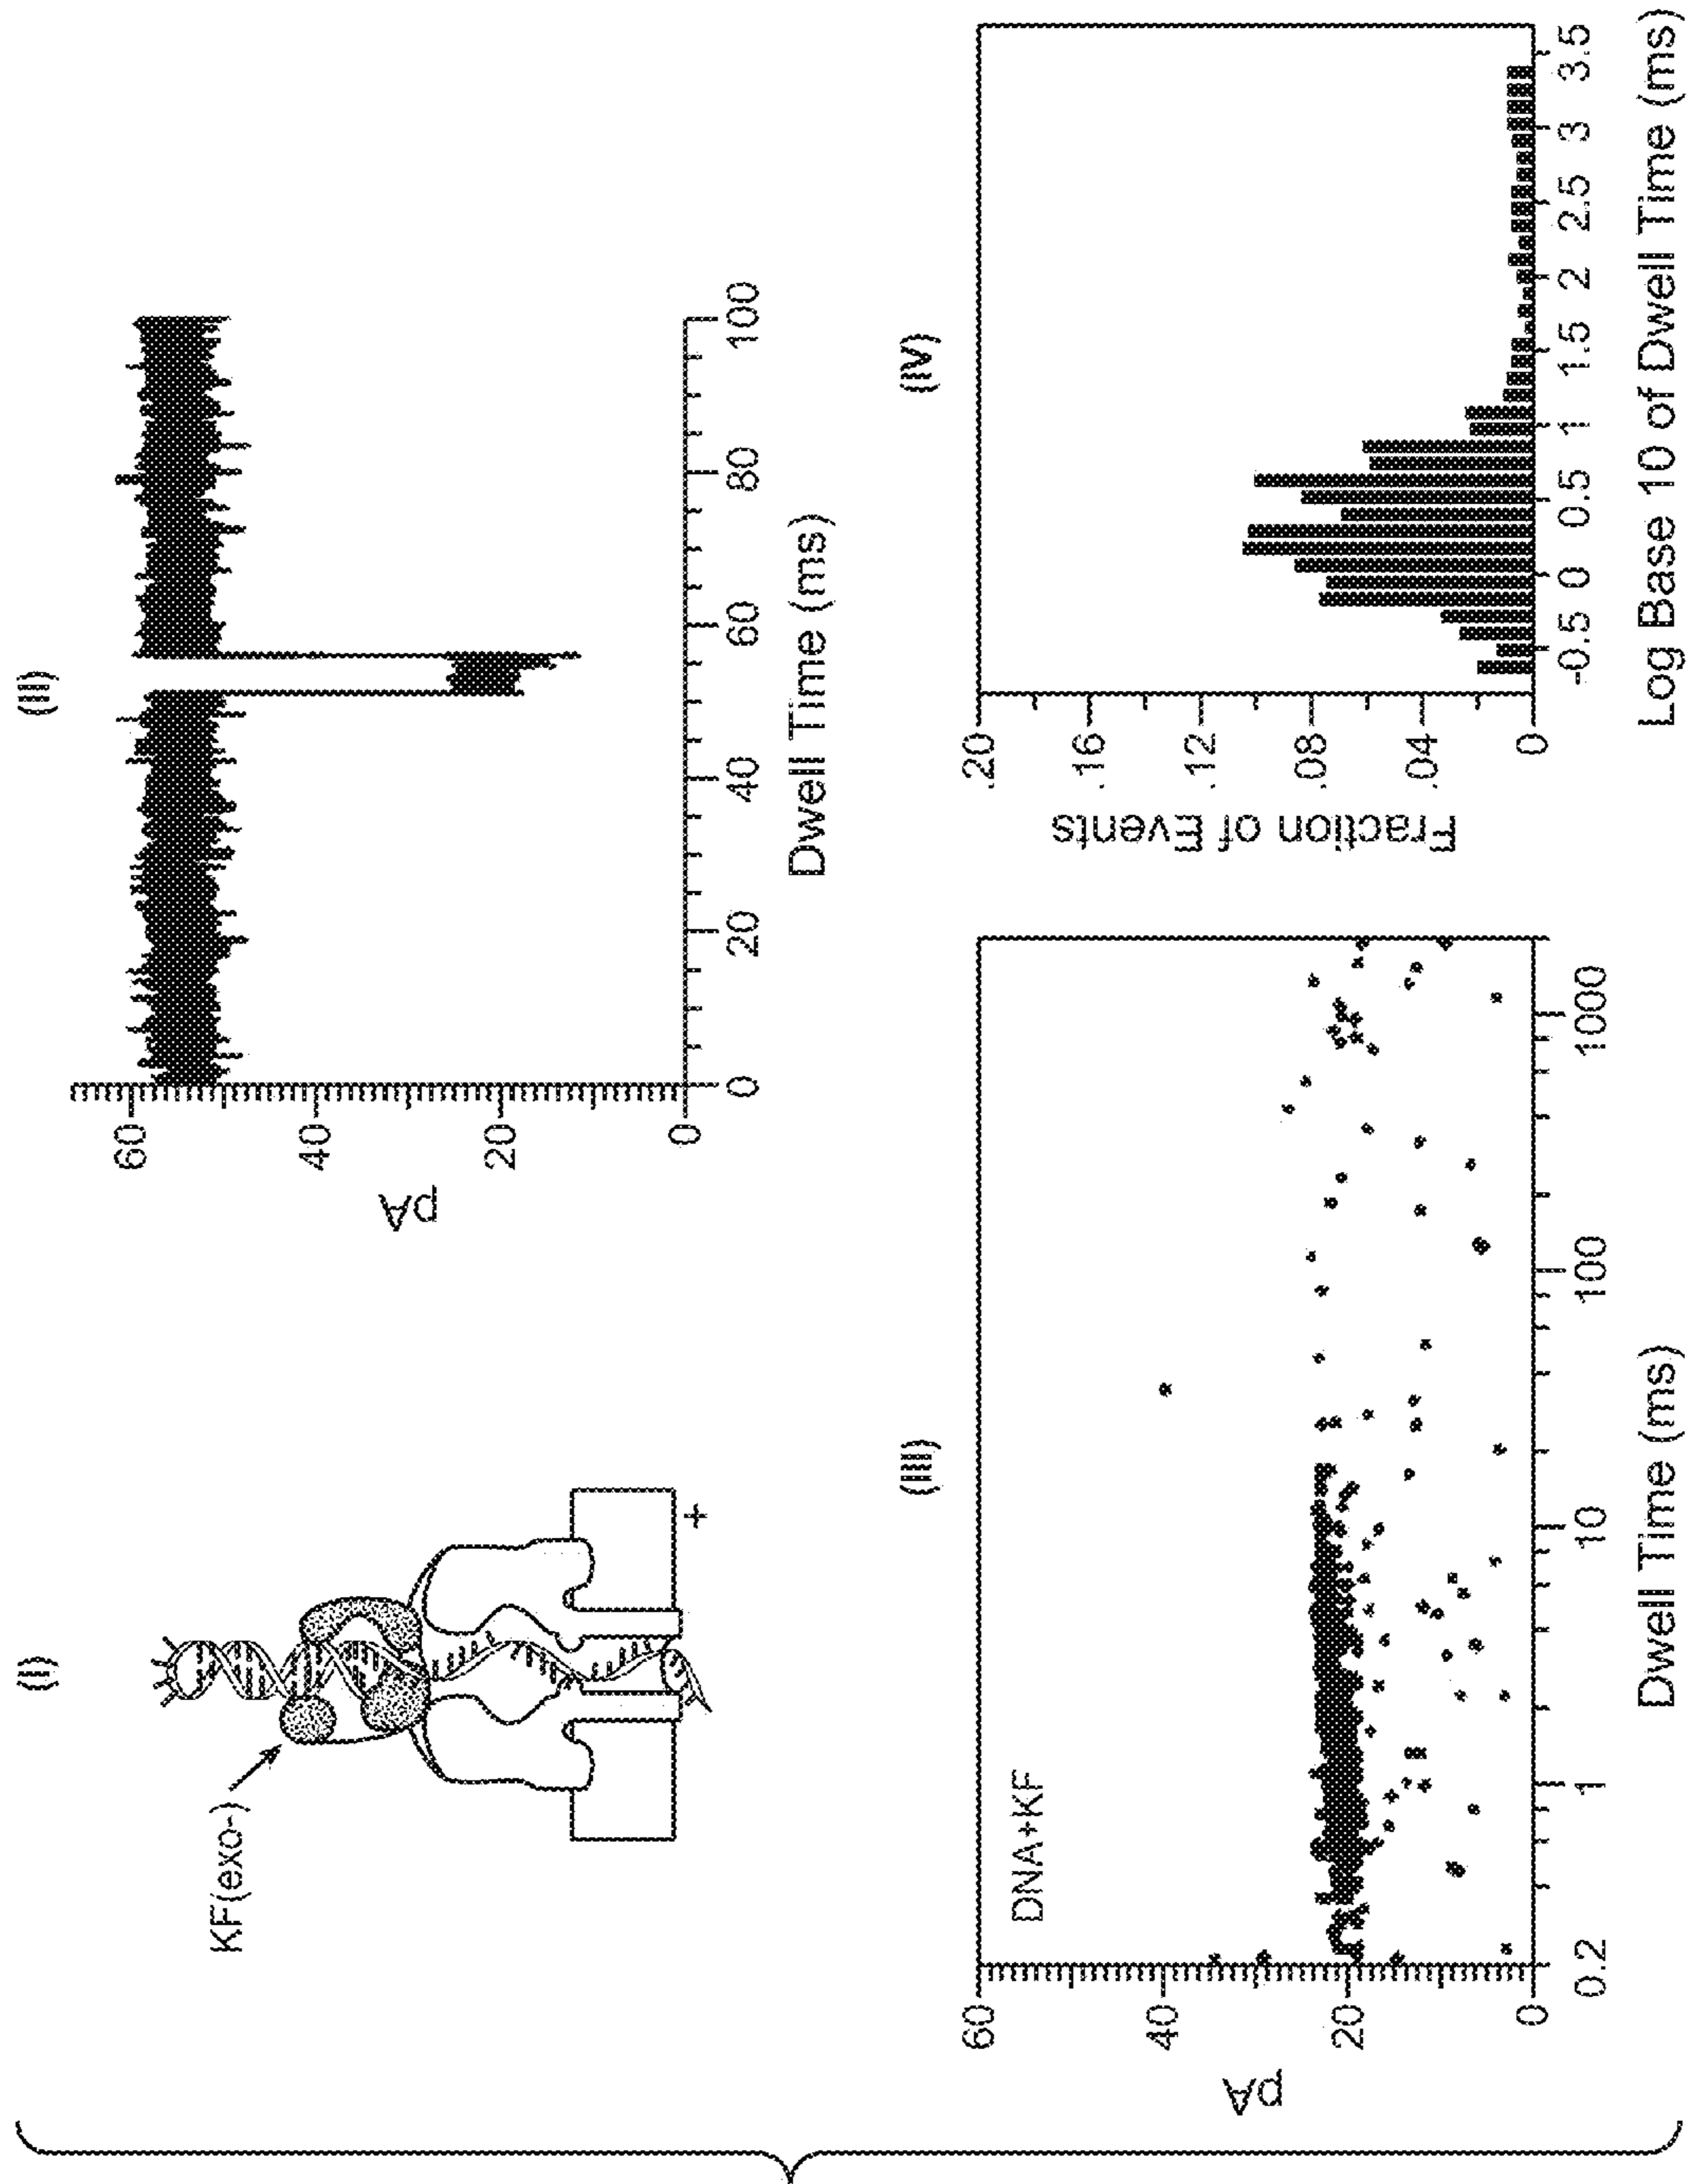 (I)
KF(exo-)
+
(II)
pA
60
40
20
0
0 20 40 60 80 100
Dwell Time (ms)
(III)
DNA+KF
pA
60
40
20
0
0.2 1 10 100 1000
Dwell Time (ms)
(IV)
Fraction of Events
.20
.16
.12
.08
.04
0
-0.5 0 0.5 1 1.5 2 2.5 3 3.5
Log Base 10 of Dwell Time (ms)